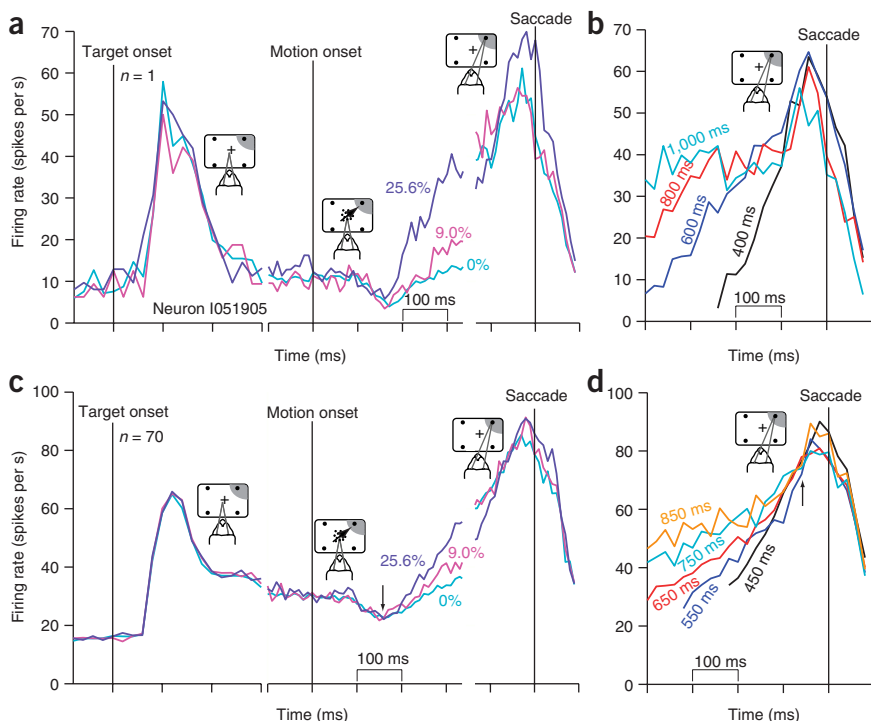 a
Firing rate (spikes per s)
70
60
50
40
30
20
10
0
Target onset
n = 1
Neuron I051905
Motion onset
25.6%
9.0%
0%
100 ms
Saccade
Time (ms)
b
70
60
50
40
30
20
10
0
Saccade
1,000 ms
800 ms
600 ms
400 ms
100 ms
Time (ms)
c
Firing rate (spikes per s)
100
80
60
40
20
0
Target onset
n = 70
Motion onset
25.6%
9.0%
0%
100 ms
Saccade
Time (ms)
d
100
80
60
40
20
0
Saccade
850 ms
750 ms
650 ms
550 ms
450 ms
100 ms
Time (ms)